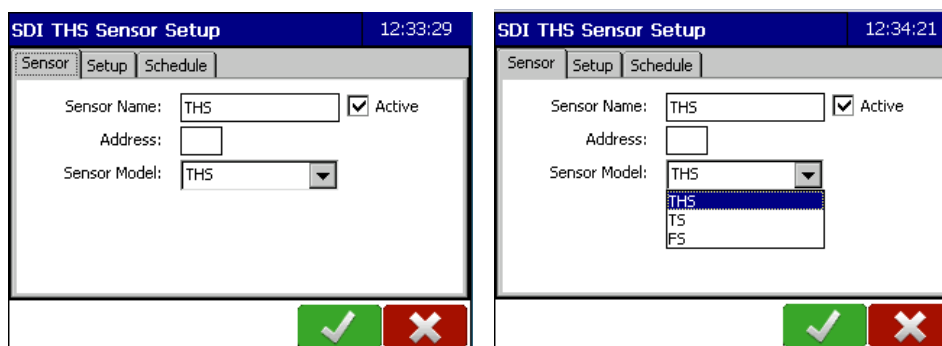 SDI THS Sensor Setup 12:33:29
Sensor Setup Schedule
Sensor Name: THS Active
Address:
Sensor Model: THS
SDI THS Sensor Setup 12:34:21
Sensor Setup Schedule
Sensor Name: THS Active
Address:
Sensor Model: THS
THS
TS
FS